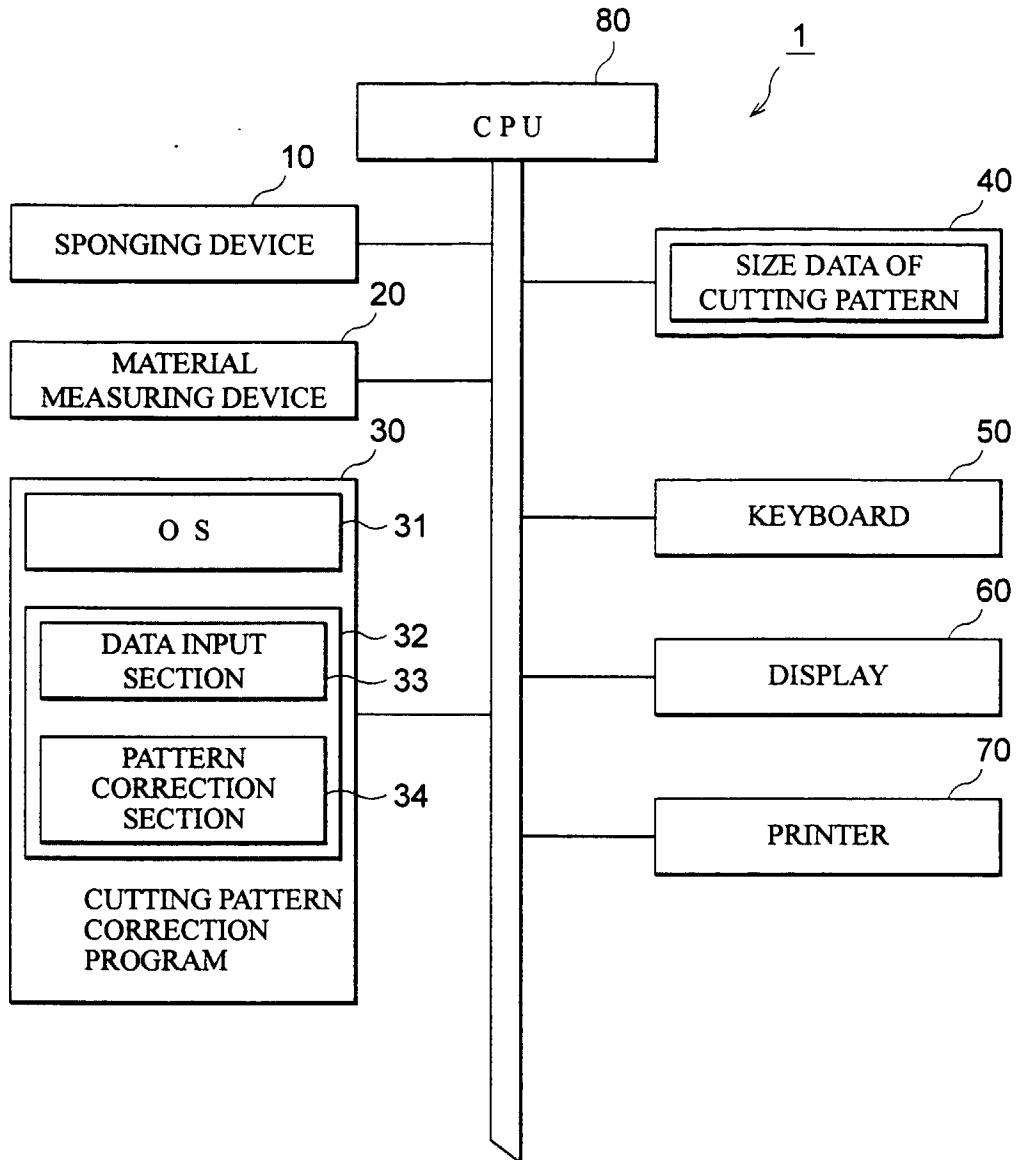 80
1
C P U
10
SPONGING DEVICE
40
SIZE DATA OF
CUTTING PATTERN
20
MATERIAL
MEASURING DEVICE
30
O S
31
50
KEYBOARD
32
DATA INPUT
SECTION
33
60
DISPLAY
PATTERN
CORRECTION
SECTION
34
70
PRINTER
CUTTING PATTERN
CORRECTION
PROGRAM